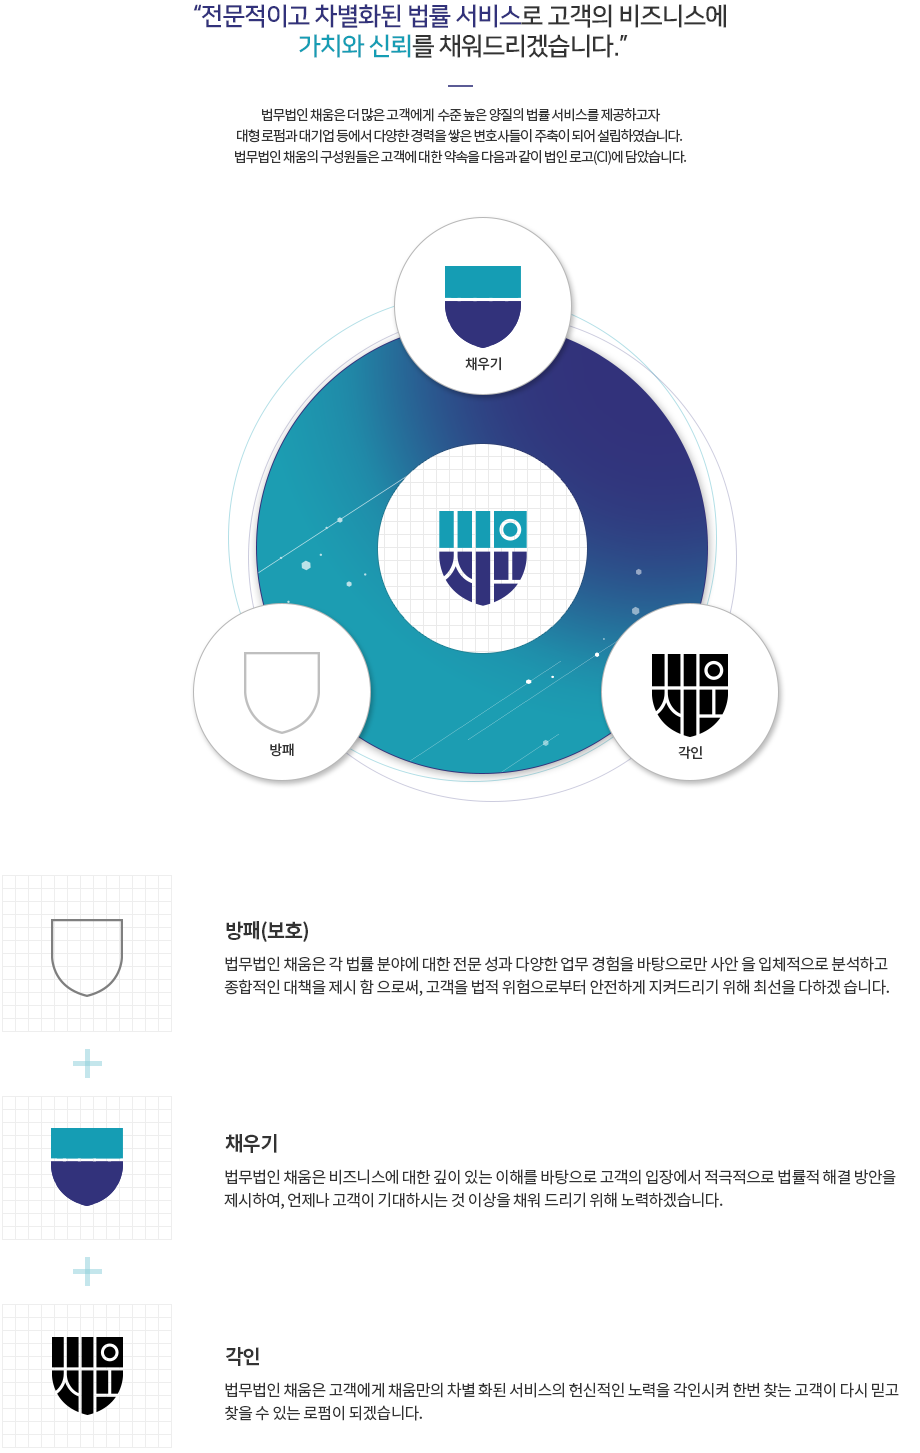 “전문적이고 차별화된 법률 서비스로 고객의 비즈니스에
가치와 신뢰를 채워드리겠습니다.”
법무법인 채움은 더 많은 고객에게 수준 높은 양질의 법률 서비스를 제공하고자
대형 로펌과 대기업 등에서 다양한 경력을 쌓은 변호사들이 주축이 되어 설립하였습니다.
법무법인 채움의 구성원들은 고객에 대한 약속을 다음과 같이 법인 로고(CI)에 담았습니다.
채우기
방패
각인
방패(보호)
법무법인 채움은 각 법률 분야에 대한 전문 성과 다양한 업무 경험을 바탕으로만 사안 을 입체적으로 분석하고
종합적인 대책을 제시 함 으로써, 고객을 법적 위험으로부터 안전하게 지켜드리기 위해 최선을 다하겠 습니다.
채우기
법무법인 채움은 비즈니스에 대한 깊이 있는 이해를 바탕으로 고객의 입장에서 적극적으로 법률적 해결 방안을
제시하여, 언제나 고객이 기대하시는 것 이상을 채워 드리기 위해 노력하겠습니다.
각인
법무법인 채움은 고객에게 채움만의 차별 화된 서비스의 헌신적인 노력을 각인시켜 한번 찾는 고객이 다시 믿고
찾을 수 있는 로펌이 되겠습니다.